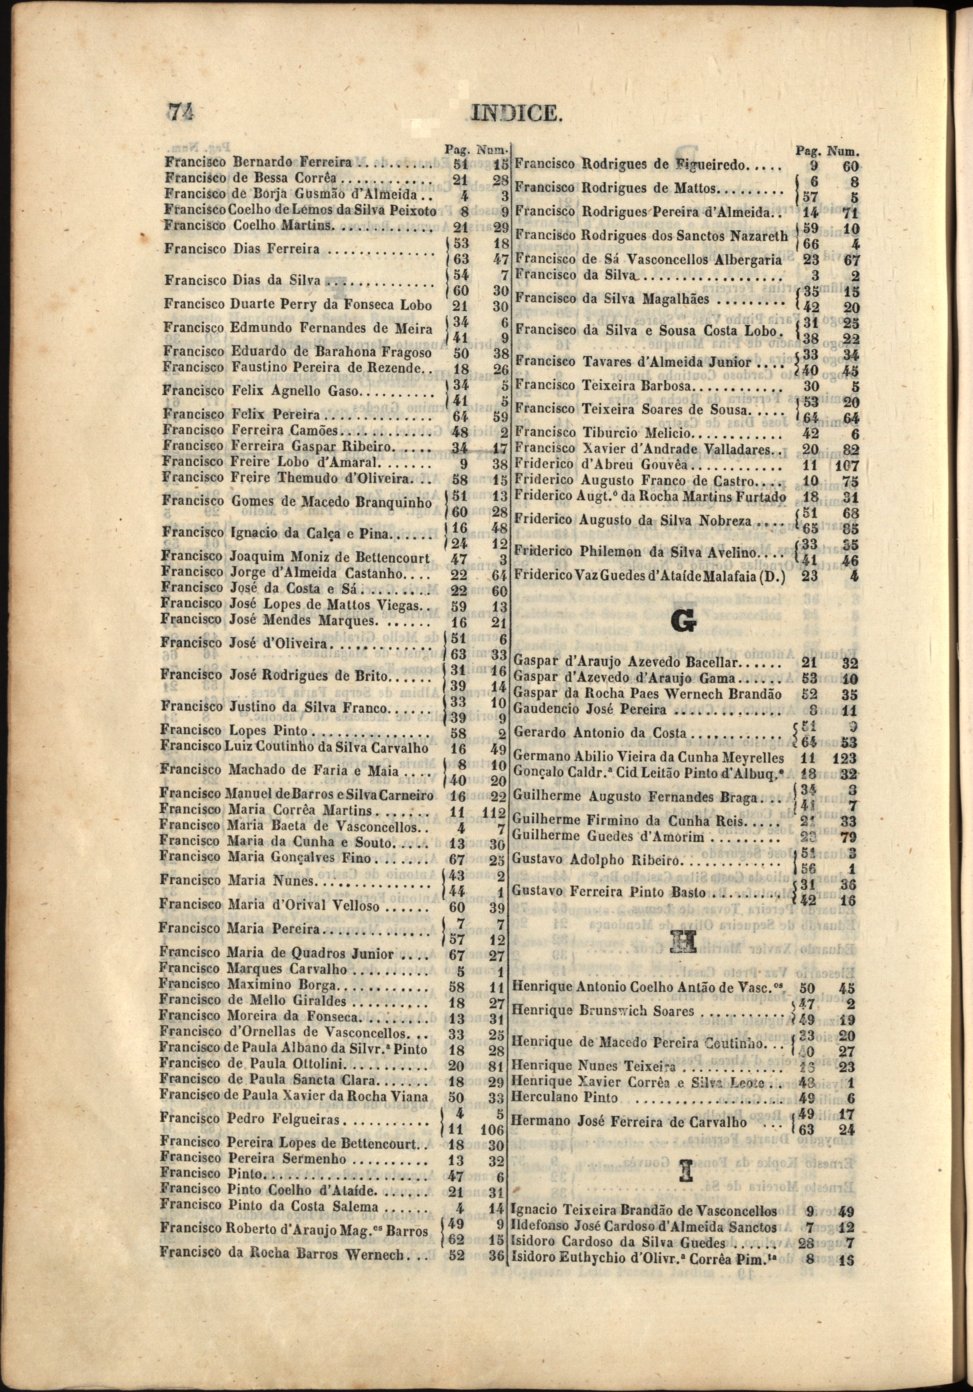 74
INDICE.
Pag. Num.
Francisco Bernardo Ferreira .......... 51 15
Francisco de Bessa Corrêa ............ 21 28
Francisco de Borja Gusmão d'Almeida .. 4 3
Francisco Coelho de Lemos da Silva Peixoto 8 9
Francisco Coelho Martins. ............ 21 29
Francisco Dias Ferreira .............. { 53 18
{ 63 47
Francisco Dias da Silva .............. { 54 7
{ 60 30
Francisco Duarte Perry da Fonseca Lobo 21 30
Francisco Edmundo Fernandes de Meira { 34 6
{ 41 9
Francisco Eduardo de Barahona Fragoso 50 38
Francisco Faustino Pereira de Rezende.. 18 26
Francisco Felix Agnello Gaso.......... { 34 5
{ 41 5
Francisco Felix Pereira .............. 64 59
Francisco Ferreira Camões............ 48 2
Francisco Ferreira Gaspar Ribeiro. ..... 34 17
Francisco Freire Lobo d'Amaral. ....... 9 38
Francisco Freire Themudo d'Oliveira. .. 58 15
Francisco Gomes de Macedo Branquinho { 51 13
{ 60 28
Francisco Ignacio da Calça e Pina...... { 16 48
{ 24 12
Francisco Joaquim Moniz de Bettencourt 47 3
Francisco Jorge d'Almeida Castanho.... 22 64
Francisco José da Costa e Sá. ......... 22 60
Francisco José Lopes de Mattos Viegas.. 59 13
Francisco José Mendes Marques. ....... 16 21
Francisco José d'Oliveira. ............ { 51 6
{ 63 33
Francisco José Rodrigues de Brito...... { 31 16
{ 39 14
Francisco Justino da Silva Franco...... { 33 10
{ 39 9
Francisco Lopes Pinto ............... 58 2
Francisco Luiz Coutinho da Silva Carvalho 16 49
Francisco Machado de Faria e Maia .... { 8 10
{ 40 20
Francisco Manuel de Barros e Silva Carneiro 16 22
Francisco Maria Corrêa Martins ....... 11 112
Francisco Maria Baeta de Vasconcellos.. 4 7
Francisco Maria da Cunha e Souto..... 13 30
Francisco Maria Gonçalves Fino ....... 67 25
Francisco Maria Nunes............... { 43 2
{ 44 1
Francisco Maria d'Orival Velloso ...... 60 39
Francisco Maria Pereira.............. { 7 7
{ 57 12
Francisco Maria de Quadros Junior .... 67 27
Francisco Marques Carvalho .......... 5 1
Francisco Maximino Borga............ 58 11
Francisco de Mello Giraldes .......... 18 27
Francisco Moreira da Fonseca......... 13 31
Francisco d'Ornellas de Vasconcellos. .. 33 25
Francisco de Paula Albano da Silvr.ª Pinto 18 28
Francisco de Paula Ottolini........... 20 81
Francisco de Paula Sancta Clara....... 18 29
Francisco de Paula Xavier da Rocha Viana 50 33
Francisco Pedro Felgueiras........... { 4 5
{ 11 106
Francisco Pereira Lopes de Bettencourt.. 18 30
Francisco Pereira Sermenho .......... 13 32
Francisco Pinto..................... 47 6
Francisco Pinto Coelho d'Ataíde. ...... 21 31
Francisco Pinto da Costa Salema ...... 4 14
Francisco Roberto d'Araujo Mag.es Barros { 49 9
{ 62 15
Francisco da Rocha Barros Wernech. .. 52 36
Pag. Num.
Francisco Rodrigues de Figueiredo..... 9 60
Francisco Rodrigues de Mattos......... { 6 8
{ 57 5
Francisco Rodrigues Pereira d'Almeida.. 14 71
Francisco Rodrigues dos Sanctos Nazareth { 59 10
{ 66 4
Francisco de Sá Vasconcellos Albergaria 23 67
Francisco da Silva................... 3 2
Francisco da Silva Magalhães ......... { 35 15
{ 42 20
Francisco da Silva e Sousa Costa Lobo. { 31 25
{ 38 22
Francisco Tavares d'Almeida Junior .... { 33 34
{ 40 45
Francisco Teixeira Barbosa............ 30 5
Francisco Teixeira Soares de Sousa..... { 53 20
{ 64 64
Francisco Tiburcio Melicio............ 42 6
Francisco Xavier d'Andrade Valladares.. 20 82
Friderico d'Abreu Gouvêa............ 11 107
Friderico Augusto Franco de Castro.... 10 75
Friderico Augt.º da Rocha Martins Furtado 18 31
Friderico Augusto da Silva Nobreza .... { 51 68
{ 65 85
Friderico Philemon da Silva Avelino.... { 33 35
{ 41 46
Friderico Vaz Guedes d'Ataíde Malafaia (D.) 23 4
G
Gaspar d'Araujo Azevedo Bacellar...... 21 32
Gaspar d'Azevedo d'Araujo Gama...... 53 10
Gaspar da Rocha Paes Wernech Brandão 52 35
Gaudencio José Pereira .............. 8 11
Gerardo Antonio da Costa ............ { 51 9
{ 64 53
Germano Abilio Vieira da Cunha Meyrelles 11 123
Gonçalo Caldr.ª Cid Leitão Pinto d'Albuq.e 18 32
Guilherme Augusto Fernandes Braga. .. { 34 3
{ 41 7
Guilherme Firmino da Cunha Reis..... 21 33
Guilherme Guedes d'Amorim ......... 79
Gustavo Adolpho Ribeiro............. { 51 3
{ 56 1
Gustavo Ferreira Pinto Basto ......... { 31 36
{ 42 16
H
Henrique Antonio Coelho Antão de Vasc.os 50 45
Henrique Brunswich Soares ........... { 47 2
{ 49 19
Henrique de Macedo Pereira Coutinho. .. { 33 20
{ 40 27
Henrique Nunes Teixeira ............. 23
Henrique Xavier Corrêa e Silva Leote .. 48 1
Herculano Pinto ................... 49 6
Hermano José Ferreira de Carvalho ... { 49 17
{ 63 24
I
Ignacio Teixeira Brandão de Vasconcellos 9 49
Ildefonso José Cardoso d'Almeida Sanctos 7 12
Isidoro Cardoso da Silva Guedes ...... 28 7
Isidoro Euthychio d'Olivr.ª Corrêa Pim.ta 8 15